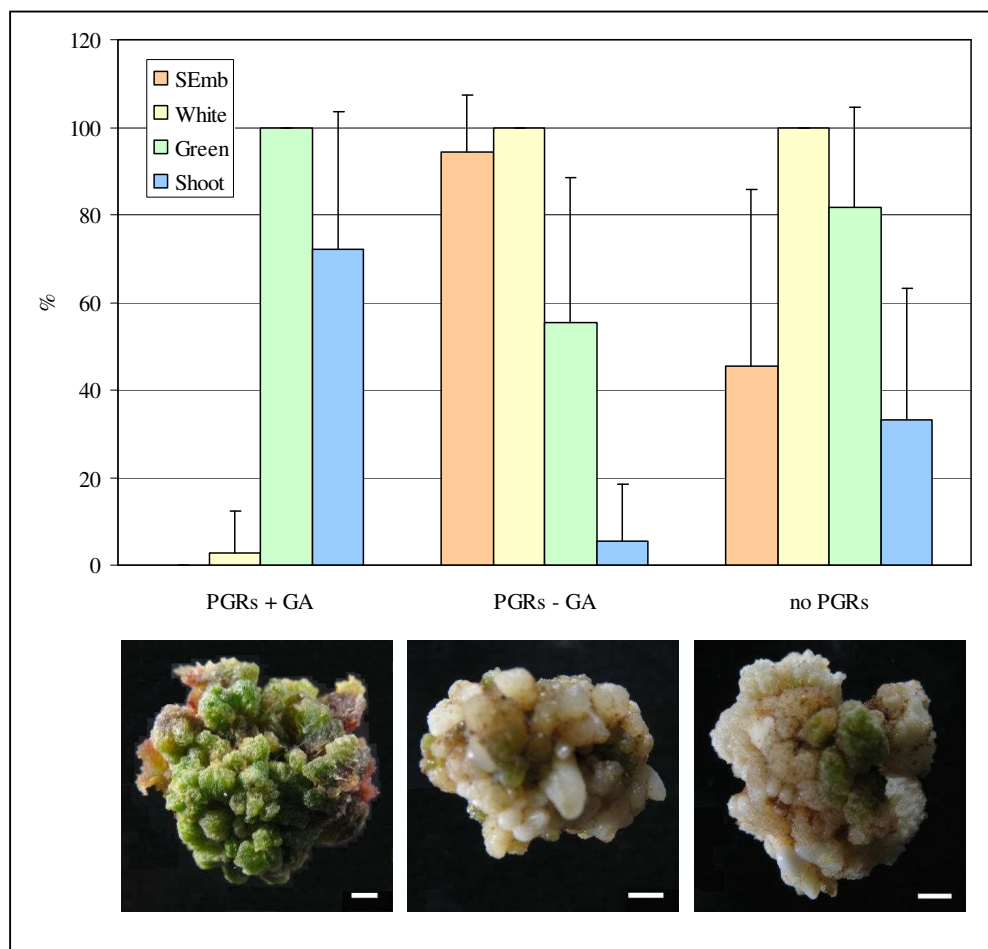 120
100
80
60
40
20
0
%
SEmb
White
Green
Shoot
PGRs + GA
PGRs - GA
no PGRs